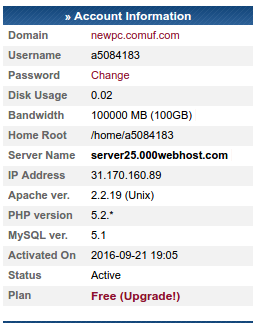 » Account Information
Domain newpc.comuf.com
Username a5084183
Password Change
Disk Usage 0.02
Bandwidth 100000 MB (100GB)
Home Root /home/a5084183
Server Name server25.000webhost.com
IP Address 31.170.160.89
Apache ver. 2.2.19 (Unix)
PHP version 5.2.*
MySQL ver. 5.1
Activated On 2016-09-21 19:05
Status Active
Plan Free (Upgrade!)